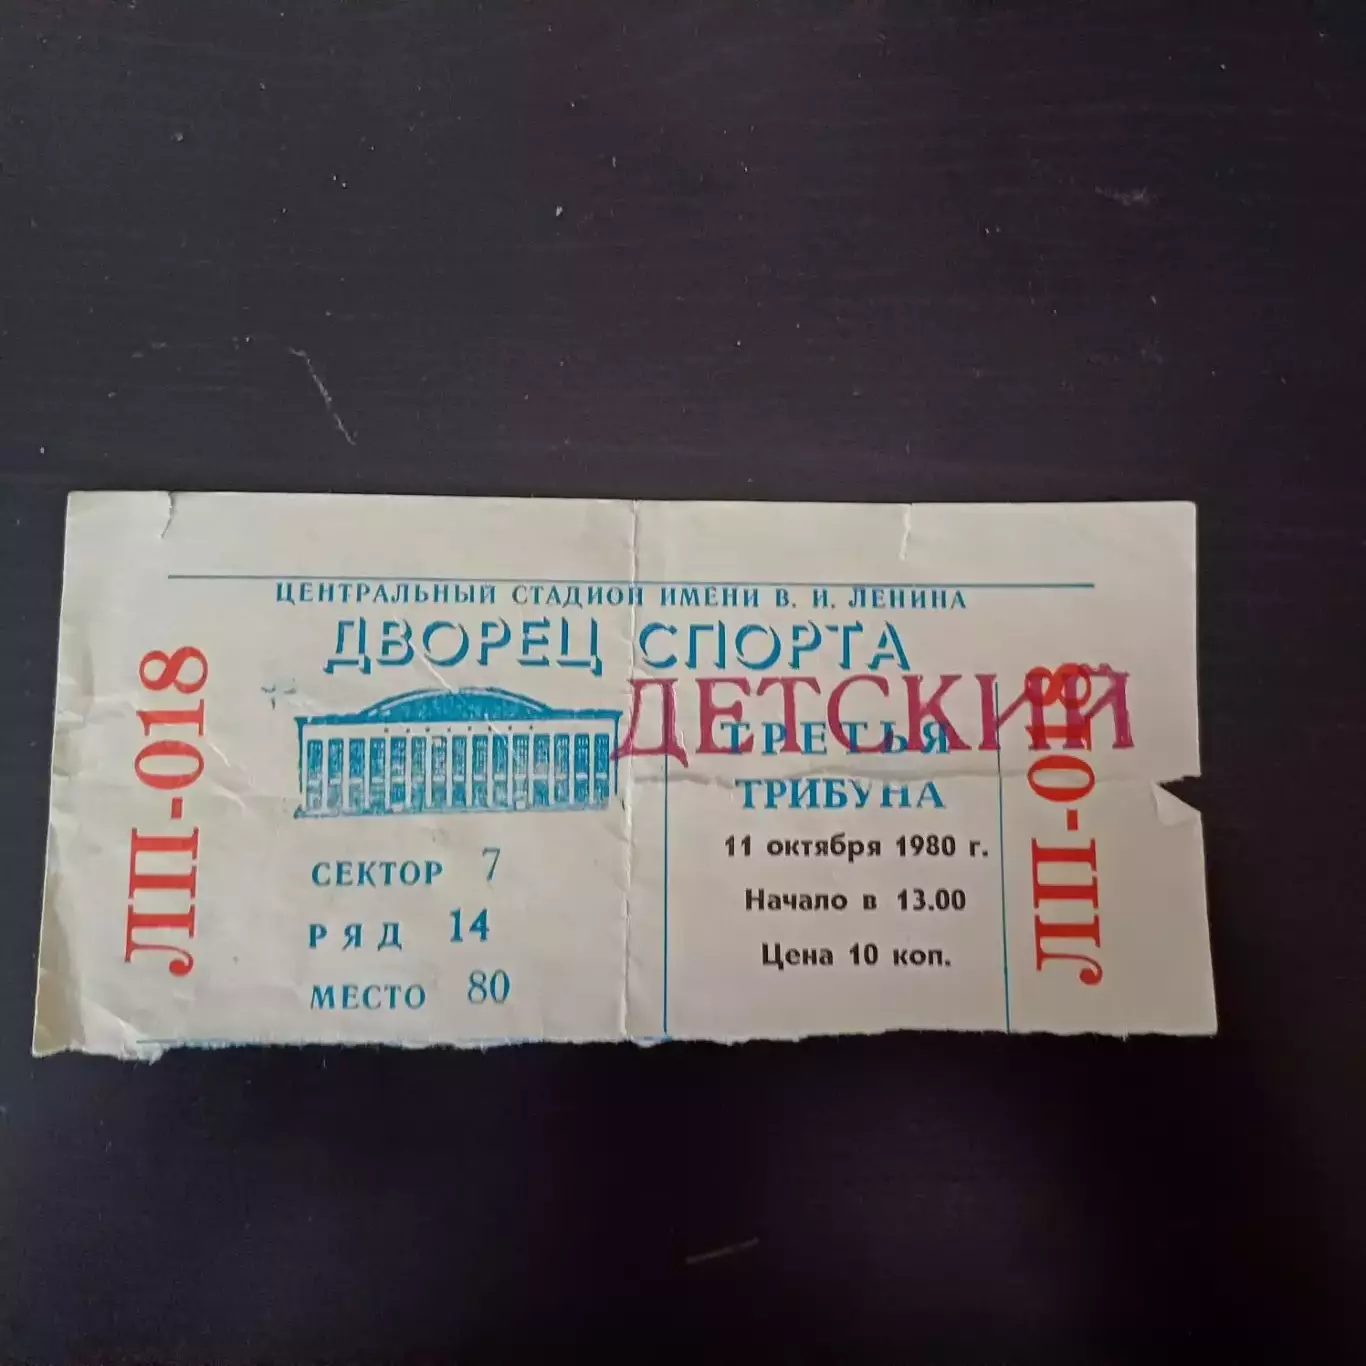 ЦЕНТРАЛЬНЫЙ СТАДИОН ИМЕНИ В. И. ЛЕНИНА
ДВОРЕЦ СПОРТА
ДЕТСКИЙ
ЛП-018
СЕКТОР 7
РЯД 14
МЕСТО 80
ТРЕТЬЯ
ТРИБУНА
11 октября 1980 г.
Начало в 13.00
Цена 10 коп.
ЛП-018